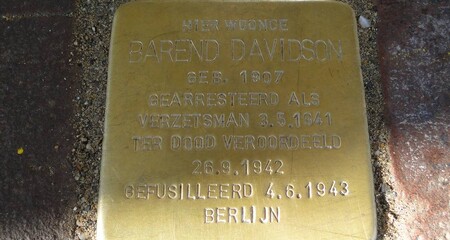 HIER WOONDE
BAREND DAVIDSON
GEB. 1907
GEARRESTEERD ALS
VERZETSMAN 3.5.1941
TER DOOD VEROORDEELD
26.9.1942
GEFUSILLEERD 4.6.1943
BERLIJN